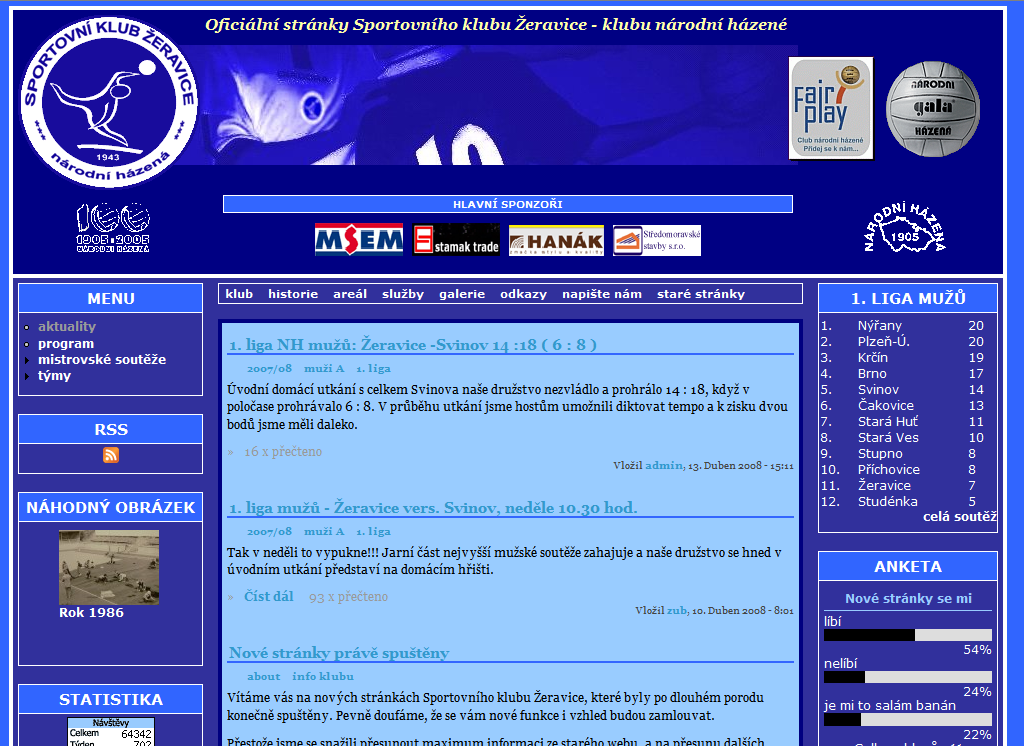 Oficiální stránky Sportovního klubu Žeravice - klubu národní házené
SPORTOVNÍ KLUB ŽERAVICE
1943
národní házená
fair play
Club národní házené
Přidej se k nám...
NÁRODNÍ
gala
HÁZENÁ
100
1905-2005
NÁRODNÍ HÁZENÁ
HLAVNÍ SPONZOŘI
MSEM
stamak trade
HANÁK
Středomoravské
stavby s.r.o.
NÁRODNÍ HÁZENÁ
1905
MENU
aktuality
program
mistrovské soutěže
týmy
RSS
NÁHODNÝ OBRÁZEK
Rok 1986
STATISTIKA
Návštěvy
Celkem 64342
Týden 702
klub historie areál služby galerie odkazy napište nám staré stránky
1. liga NH mužů: Žeravice -Svinov 14 :18 ( 6 : 8 )
2007/08 muži A 1. liga
Úvodní domácí utkání s celkem Svinova naše družstvo nezvládlo a prohrálo 14 : 18, když v
poločase prohrávalo 6 : 8. V průběhu utkání jsme hostům umožnili diktovat tempo a k zisku dvou
bodů jsme měli daleko.
» 16 x přečteno
Vložil admin, 13. Duben 2008 - 15:11
1. liga mužů - Žeravice vers. Svinov, neděle 10.30 hod.
2007/08 muži A 1. liga
Tak v neděli to vypukne!!! Jarní část nejvyšší mužské soutěže zahajuje a naše družstvo se hned v
úvodním utkání představí na domácím hřišti.
» Číst dál 93 x přečteno
Vložil zub, 10. Duben 2008 - 8:01
Nové stránky právě spuštěny
about info klubu
Vítáme vás na nových stránkách Sportovního klubu Žeravice, které byly po dlouhém porodu
konečně spuštěny. Pevně doufáme, že se vám nové funkce i vzhled budou zamlouvat.
Přestože jsme se snažili přesunout maximum informací ze starého webu, a na přesunu dalších
1. LIGA MUŽŮ
1. Nýřany 20
2. Plzeň-Ú. 20
3. Krčín 19
4. Brno 17
5. Svinov 14
6. Čakovice 13
7. Stará Huť 11
8. Stará Ves 10
9. Stupno 8
10. Příchovice 8
11. Žeravice 7
12. Studénka 5
celá soutěž
ANKETA
Nové stránky se mi
líbí
54%
nelíbí
24%
je mi to salám banán
22%